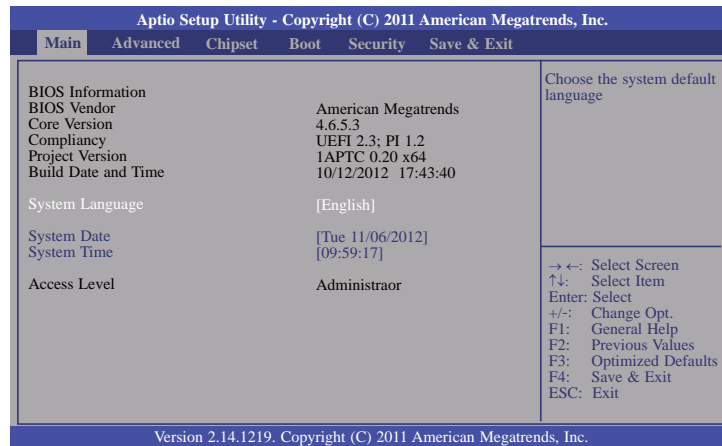 Aptio Setup Utility - Copyright (C) 2011 American Megatrends, Inc.
Main Advanced Chipset Boot Security Save & Exit
BIOS Information
BIOS Vendor American Megatrends
Core Version 4.6.5.3
Compliancy UEFI 2.3; PI 1.2
Project Version 1APTC 0.20 x64
Build Date and Time 10/12/2012 17:43:40
System Language [English]
System Date [Tue 11/06/2012]
System Time [09:59:17]
Access Level Administraor
Choose the system default
language
→ ←: Select Screen
↑↓: Select Item
Enter: Select
+/-: Change Opt.
F1: General Help
F2: Previous Values
F3: Optimized Defaults
F4: Save & Exit
ESC: Exit
Version 2.14.1219. Copyright (C) 2011 American Megatrends, Inc.